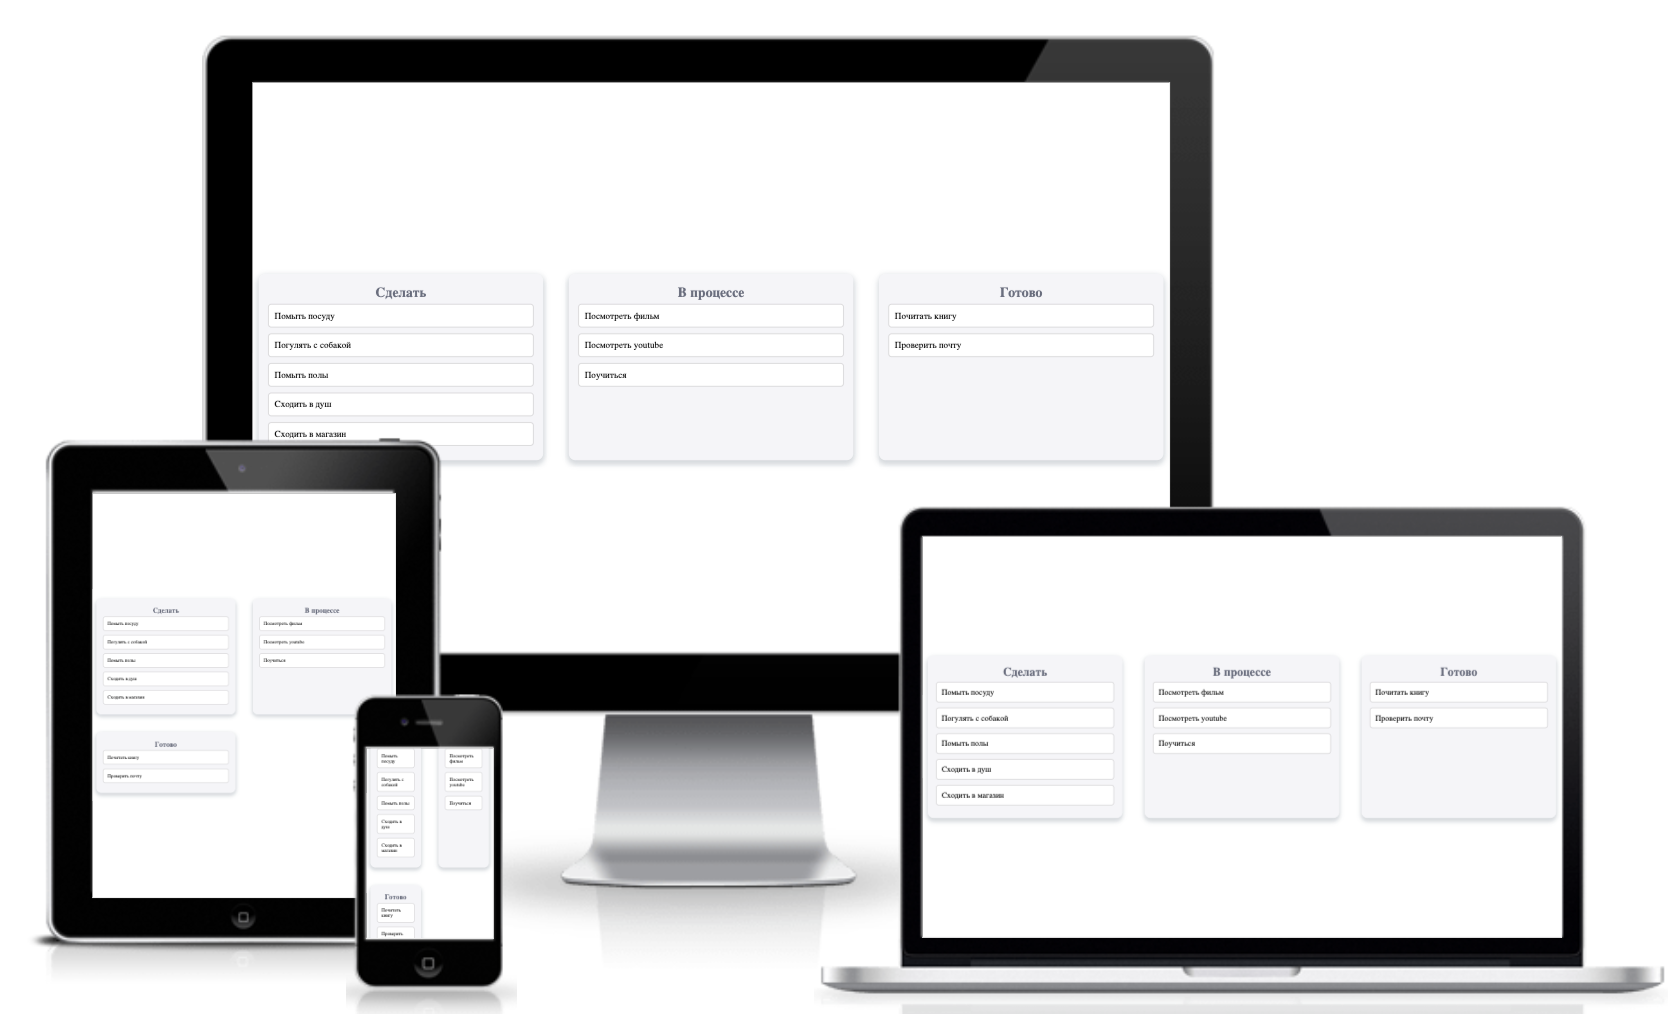 Сделать
Помыть посуду
Погулять с собакой
Помыть полы
Сходить в душ
Сходить в магазин
В процессе
Посмотреть фильм
Посмотреть youtube
Поучиться
Готово
Почитать книгу
Проверить почту
Сделать
Помыть посуду
Погулять с собакой
Помыть полы
Сходить в душ
Сходить в магазин
В процессе
Посмотреть фильм
Посмотреть youtube
Поучиться
Готово
Почитать книгу
Проверить почту
Помыть
посуду
Погулять с
собакой
Помыть полы
Сходить в
душ
Сходить в
магазин
Посмотреть
фильм
Посмотреть
youtube
Поучиться
Готово
Почитать
книгу
Проверить
Сделать
Помыть посуду
Погулять с собакой
Помыть полы
Сходить в душ
Сходить в магазин
В процессе
Посмотреть фильм
Посмотреть youtube
Поучиться
Готово
Почитать книгу
Проверить почту